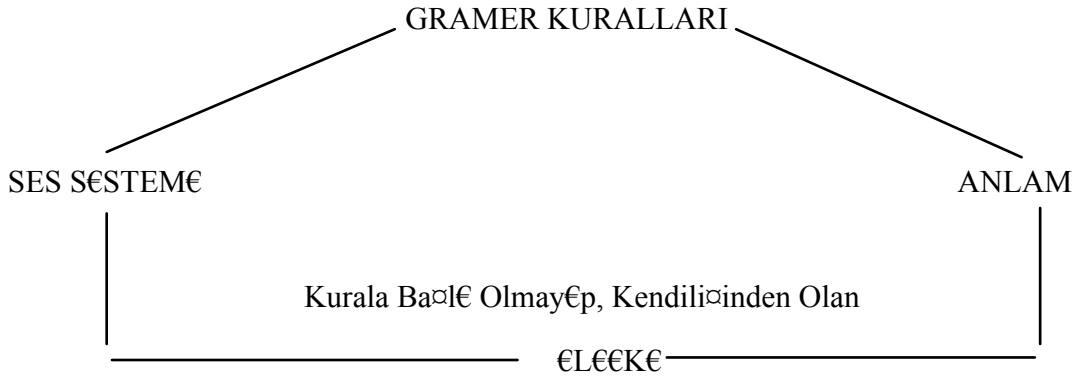 GRAMER KURALLARI
SES S€STEM€ ANLAM
Kurala Ba¤l€ Olmay€p, Kendili¤inden Olan
€L€€K€